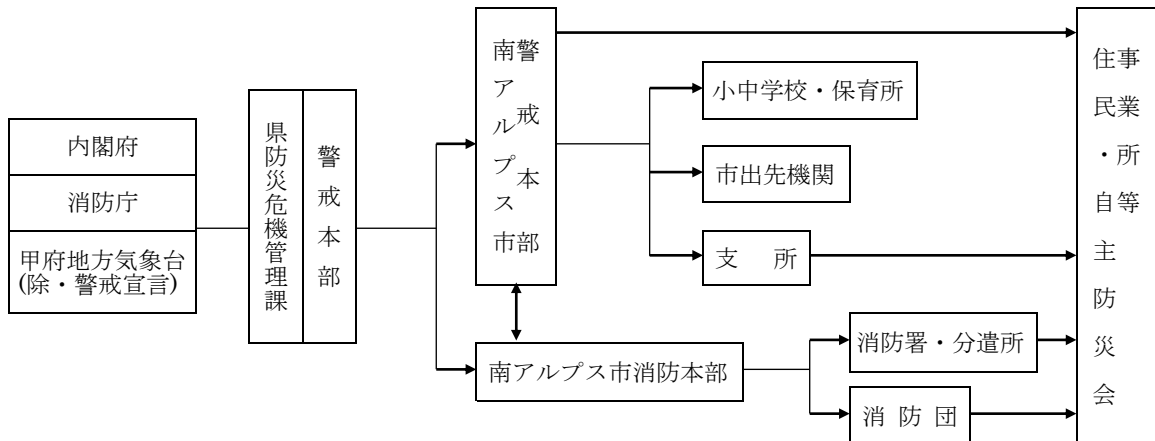 内閣府
消防庁
甲府地方気象台
(除・警戒宣言)
県防災危機管理課
警戒本部
南アルプス市
警戒本部
小中学校・保育所
市出先機関
支　所
南アルプス市消防本部
消防署・分遣所
消 防 団
住民・自主防災会
事業所等